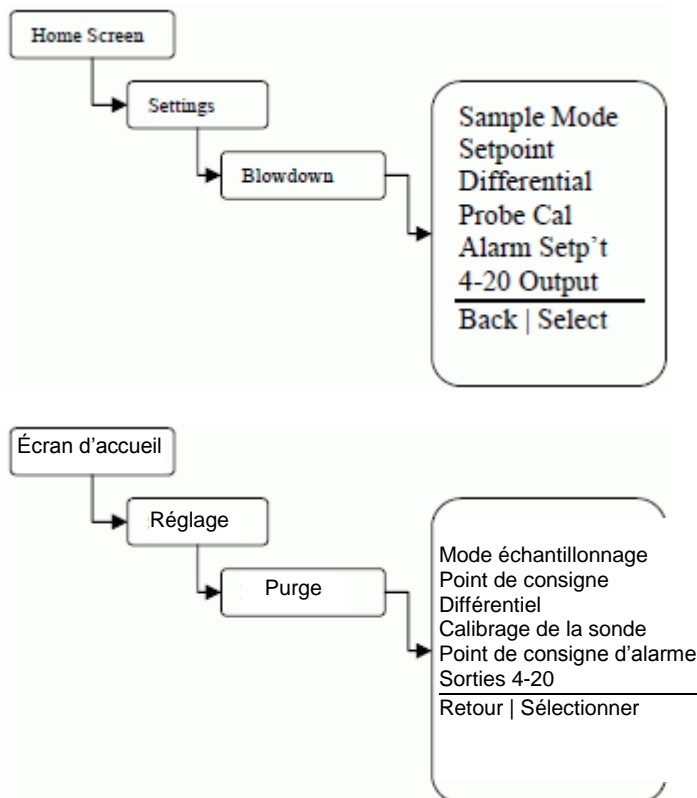 Home Screen
Settings
Blowdown
Sample Mode
Setpoint
Differential
Probe Cal
Alarm Setp't
4-20 Output
Back | Select
Écran d'accueil
Réglage
Purge
Mode échantillonnage
Point de consigne
Différentiel
Calibrage de la sonde
Point de consigne d'alarme
Sorties 4-20
Retour | Sélectionner